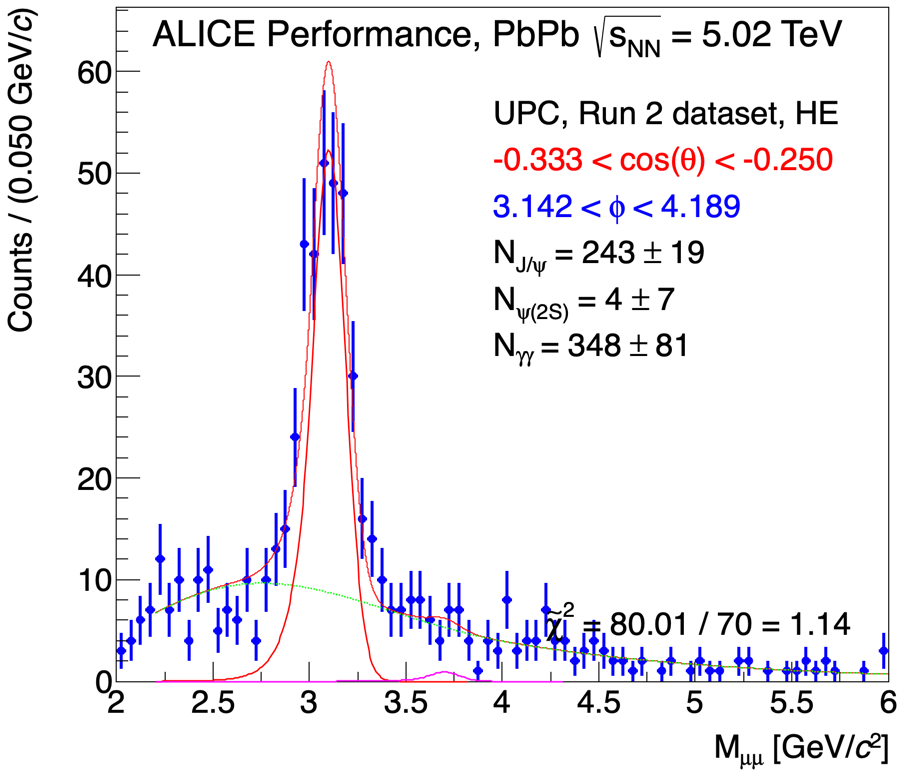 ALICE Performance, PbPb √sNN = 5.02 TeV
UPC, Run 2 dataset, HE
-0.333 < cos(θ) < -0.250
3.142 < ϕ < 4.189
NJ/ψ = 243 ± 19
Nψ(2S) = 4 ± 7
Nγγ = 348 ± 81
χ̃2 = 80.01 / 70 = 1.14
Counts / (0.050 GeV/c)
60
50
40
30
20
10
0
2 2.5 3 3.5 4 4.5 5 5.5 6
Mμμ [GeV/c2]